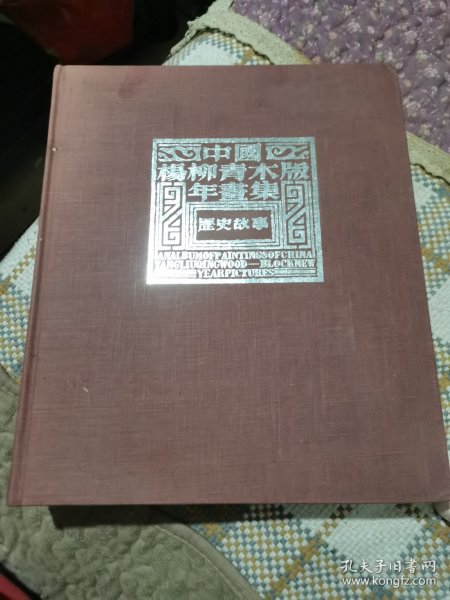 中國
楊柳青木版
年畫集
歷史故事
ANALBUMOFPAINTINGSOFCHINA
YANGLIUQINGWOOD—BLOCKNEW
YEARPICTURES
孔夫子旧书网
www.kongfz.com